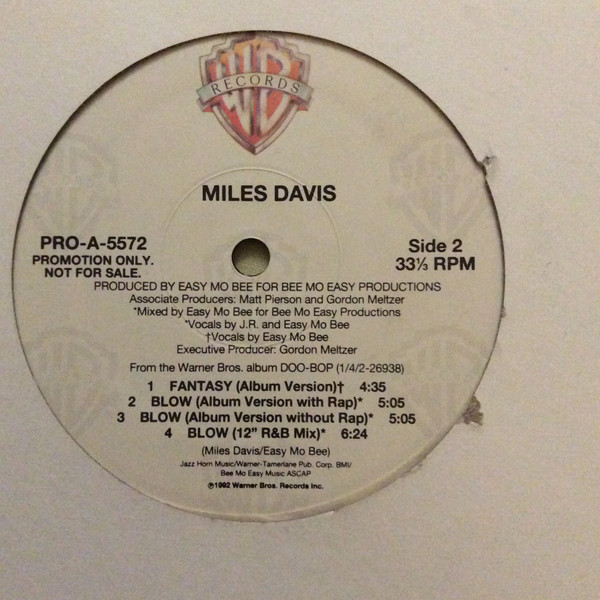 WB
RECORDS
MILES DAVIS
PRO-A-5572
PROMOTION ONLY.
NOT FOR SALE.
Side 2
33⅓ RPM
PRODUCED BY EASY MO BEE FOR BEE MO EASY PRODUCTIONS
Associate Producers: Matt Pierson and Gordon Meltzer
*Mixed by Easy Mo Bee for Bee Mo Easy Productions
*Vocals by J.R. and Easy Mo Bee
†Vocals by Easy Mo Bee
Executive Producer: Gordon Meltzer
From the Warner Bros. album DOO-BOP (1/4/2-26938)
1 FANTASY (Album Version)† 4:35
2 BLOW (Album Version with Rap)* 5:05
3 BLOW (Album Version without Rap)* 5:05
4 BLOW (12" R&B Mix)* 6:24
(Miles Davis/Easy Mo Bee)
Jazz Horn Music/Warner-Tamerlane Pub. Corp. BMI/
Bee Mo Easy Music ASCAP
℗1992 Warner Bros. Records Inc.